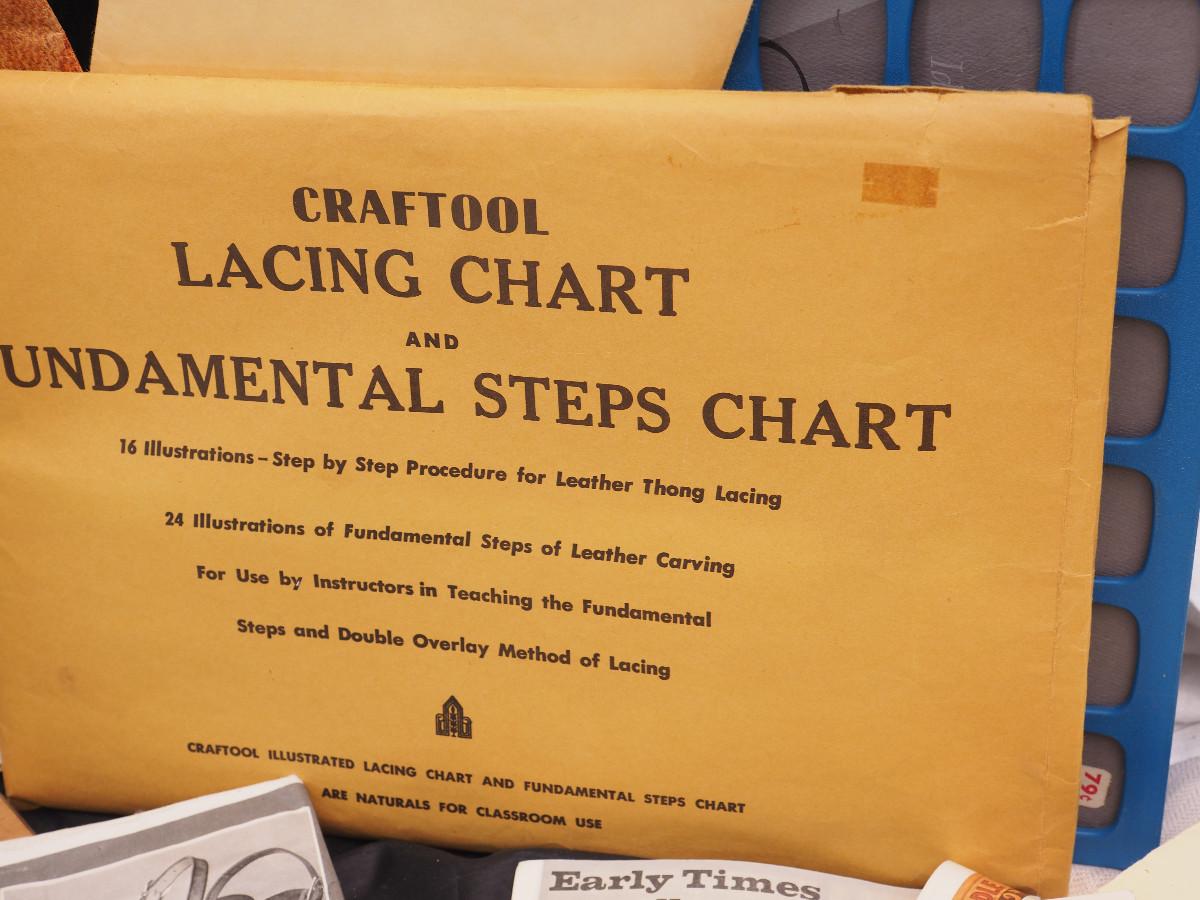 CRAFTOOL
LACING CHART
AND
UNDAMENTAL STEPS CHART
16 Illustrations – Step by Step Procedure for Leather Thong Lacing
24 Illustrations of Fundamental Steps of Leather Carving
For Use by Instructors in Teaching the Fundamental
Steps and Double Overlay Method of Lacing
CRAFTOOL ILLUSTRATED LACING CHART AND FUNDAMENTAL STEPS CHART
ARE NATURALS FOR CLASSROOM USE
79¢
Early Times